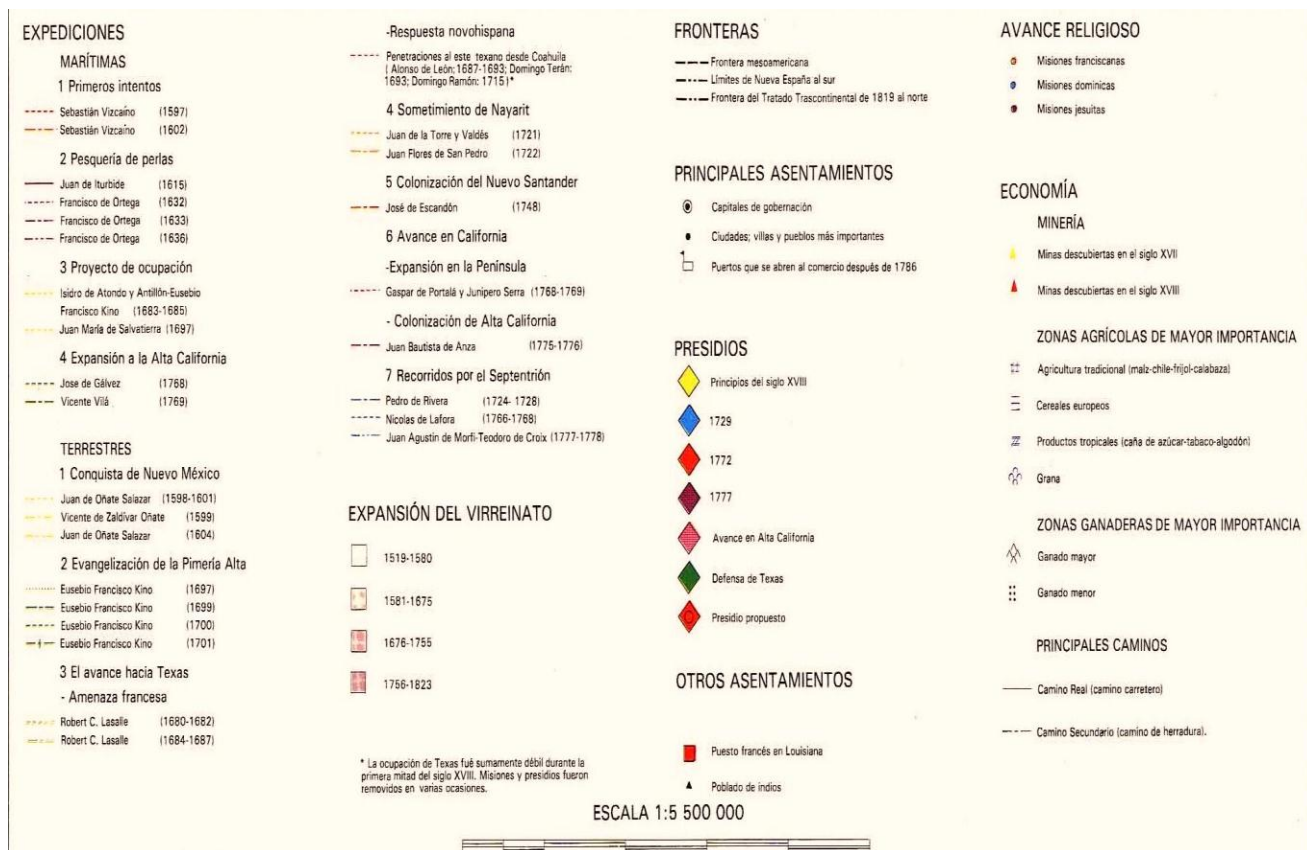 EXPEDICIONES
MARÍTIMAS
1 Primeros intentos
Sebastián Vizcaíno (1597)
Sebastián Vizcaíno (1602)
2 Pesquería de perlas
Juan de Iturbide (1615)
Francisco de Ortega (1632)
Francisco de Ortega (1633)
Francisco de Ortega (1636)
3 Proyecto de ocupación
Isidro de Atondo y Antillón-Eusebio
Francisco Kino (1683-1685)
Juan María de Salvatierra (1697)
4 Expansión a la Alta California
Jose de Gálvez (1768)
Vicente Vilá (1769)
TERRESTRES
1 Conquista de Nuevo México
Juan de Oñate Salazar (1598-1601)
Vicente de Zaldívar Oñate (1599)
Juan de Oñate Salazar (1604)
2 Evangelización de la Pimería Alta
Eusebio Francisco Kino (1697)
Eusebio Francisco Kino (1699)
Eusebio Francisco Kino (1700)
Eusebio Francisco Kino (1701)
3 El avance hacia Texas
- Amenaza francesa
Robert C. Lasalle (1680-1682)
Robert C. Lasalle (1684-1687)
-Respuesta novohispana
Penetraciones al este texano desde Coahuila
( Alonso de León; 1687-1693; Domingo Terán:
1693; Domingo Ramón: 1715)*
4 Sometimiento de Nayarit
Juan de la Torre y Valdés (1721)
Juan Flores de San Pedro (1722)
5 Colonización del Nuevo Santander
José de Escandón (1748)
6 Avance en California
-Expansión en la Península
Gaspar de Portalá y Junipero Serra (1768-1769)
- Colonización de Alta California
Juan Bautista de Anza (1775-1776)
7 Recorridos por el Septentrión
Pedro de Rivera (1724- 1728)
Nicolas de Lafora (1766-1768)
Juan Agustin de Morfi-Teodoro de Croix (1777-1778)
EXPANSIÓN DEL VIRREINATO
1519-1580
1581-1675
1676-1755
1756-1823
* La ocupación de Texas fué sumamente débil durante la
primera mitad del siglo XVIII. Misiones y presidios fueron
removidos en varias ocasiones.
FRONTERAS
Frontera mesoamericana
Límites de Nueva España al sur
Frontera del Tratado Trascontinental de 1819 al norte
PRINCIPALES ASENTAMIENTOS
Capitales de gobernación
Ciudades; villas y pueblos más importantes
Puertos que se abren al comercio después de 1786
PRESIDIOS
Principios del siglo XVIII
1729
1772
1777
Avance en Alta California
Defensa de Texas
Presidio propuesto
OTROS ASENTAMIENTOS
Puesto francés en Louisiana
Poblado de indios
AVANCE RELIGIOSO
Misiones franciscanas
Misiones dominicas
Misiones jesuitas
ECONOMÍA
MINERÍA
Minas descubiertas en el siglo XVII
Minas descubiertas en el siglo XVIII
ZONAS AGRÍCOLAS DE MAYOR IMPORTANCIA
Agricultura tradicional (maíz-chile-frijol-calabaza)
Cereales europeos
Productos tropicales (caña de azúcar-tabaco-algodón)
Grana
ZONAS GANADERAS DE MAYOR IMPORTANCIA
Ganado mayor
Ganado menor
PRINCIPALES CAMINOS
Camino Real (camino carretero)
Camino Secundario (camino de herradura).
ESCALA 1:5 500 000